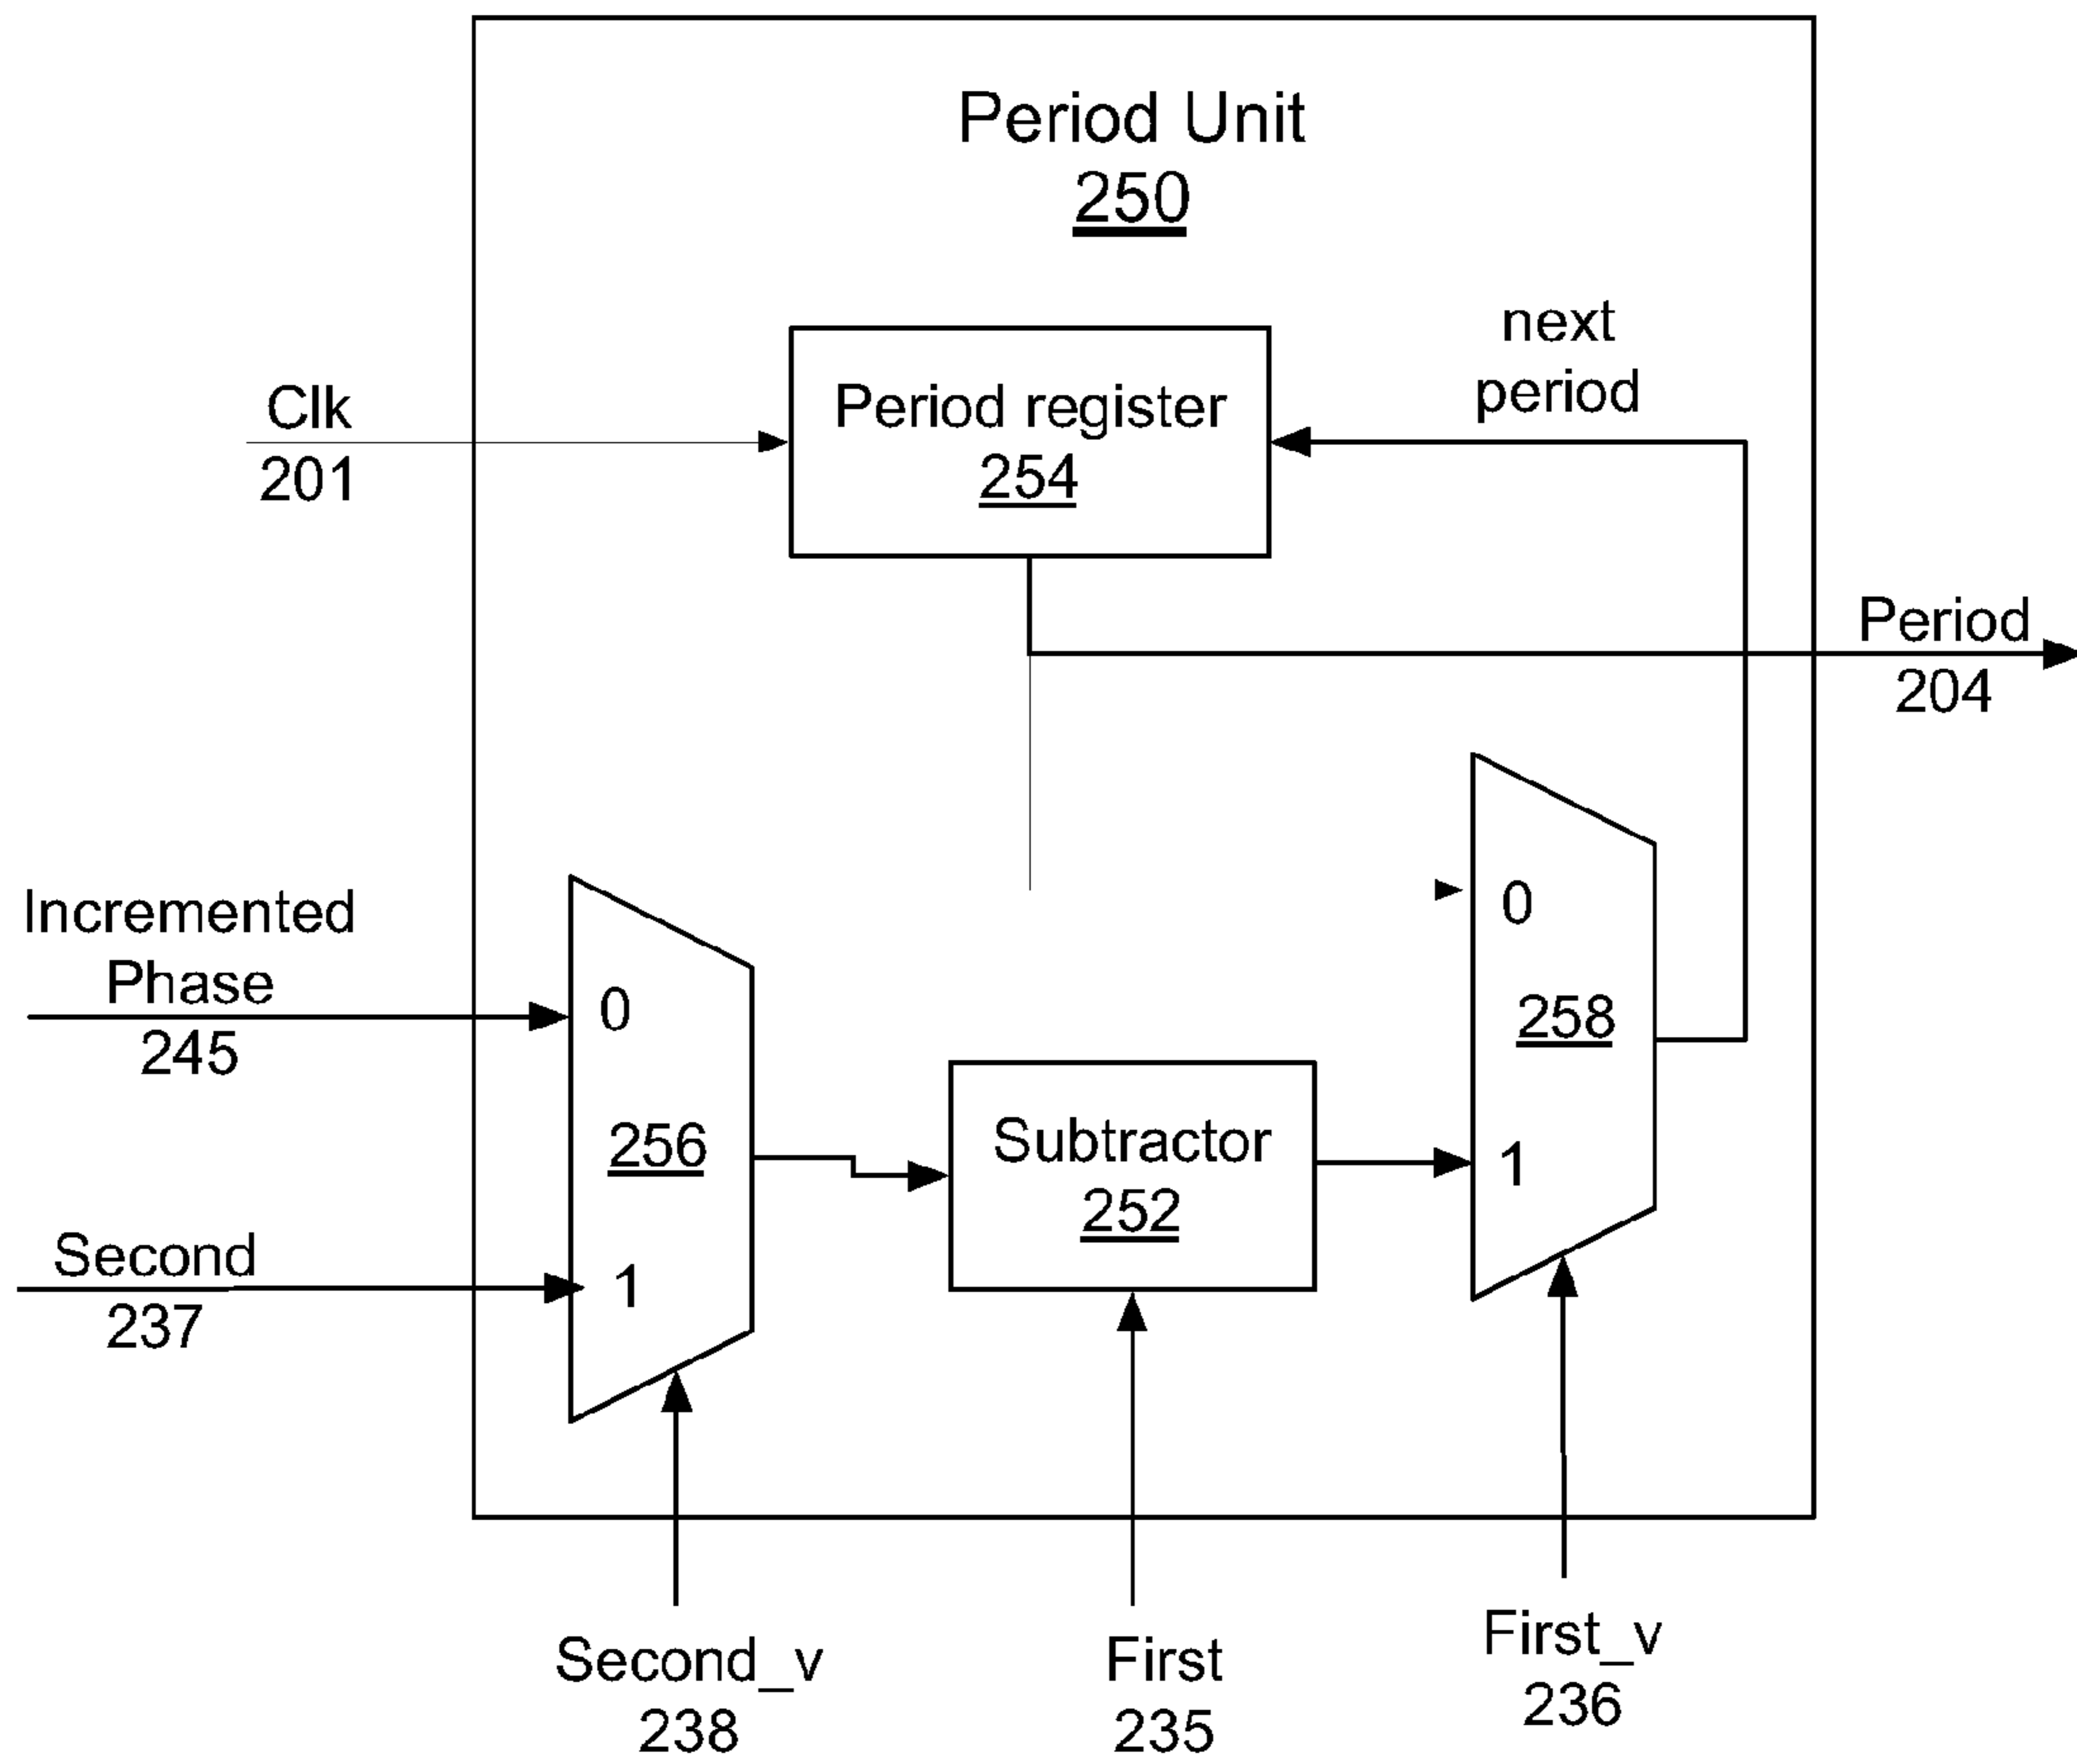 Period Unit
250
next
period
Clk
201
Period register
254
Period
204
Incremented
Phase
245
0
0
258
256
Subtractor
252
1
Second
237
1
Second_v
238
First
235
First_v
236